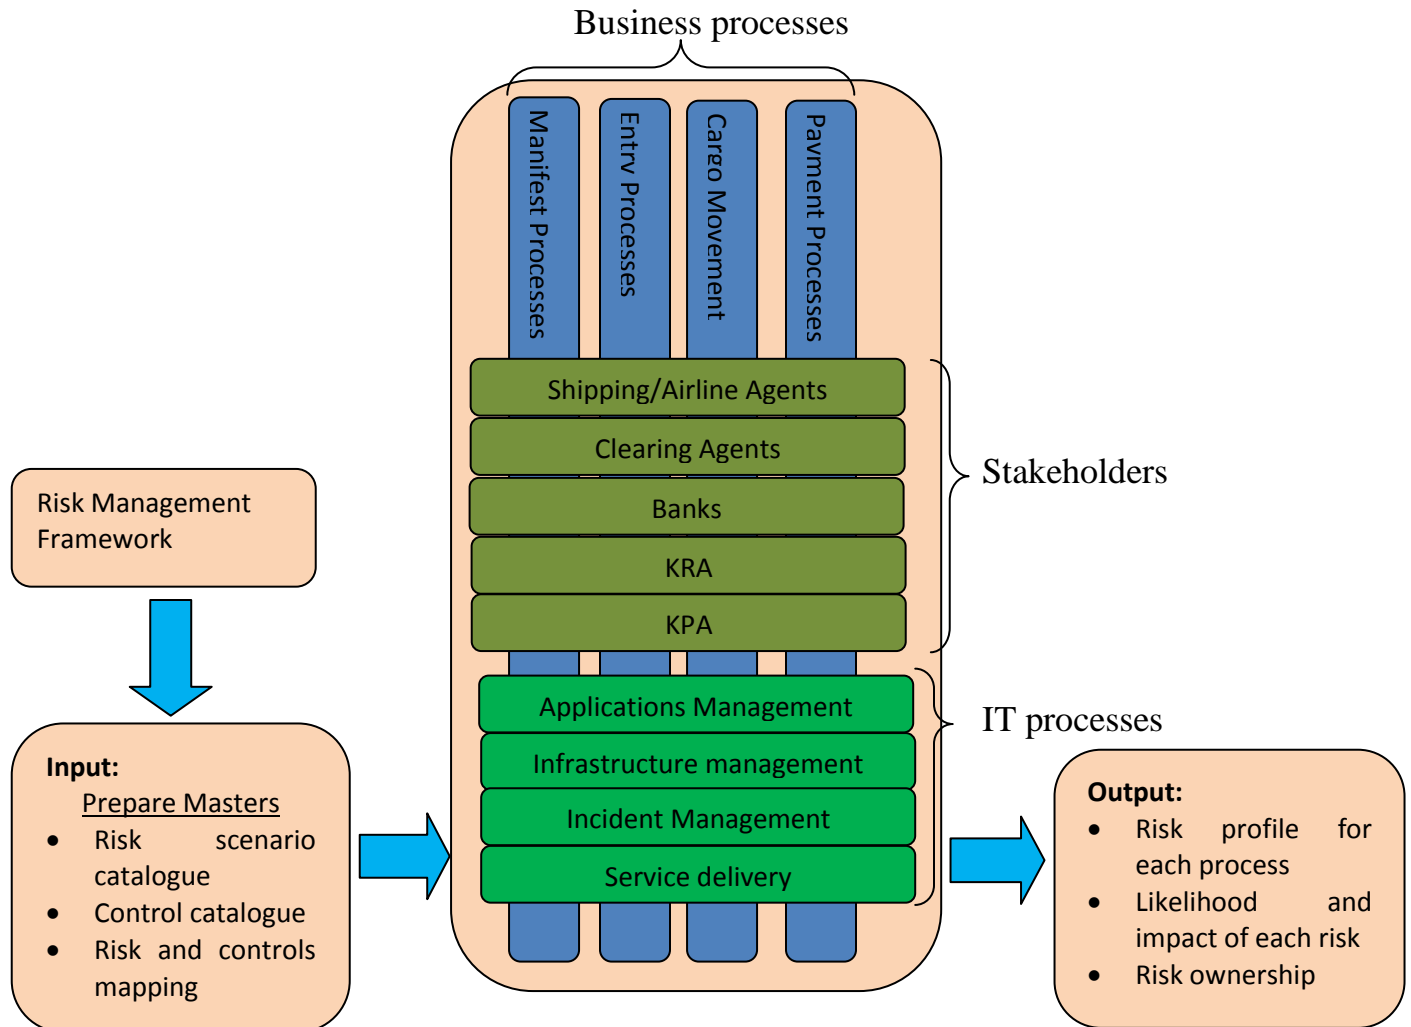 Business processes
Manifest Processes
Entry Processes
Cargo Movement
Payment Processes
Shipping/Airline Agents
Clearing Agents
Banks
KRA
KPA
Stakeholders
Applications Management
Infrastructure management
Incident Management
Service delivery
IT processes
Risk Management
Framework
Input:
Prepare Masters
• Risk scenario
catalogue
• Control catalogue
• Risk and controls
mapping
Output:
• Risk profile for
each process
• Likelihood and
impact of each risk
• Risk ownership